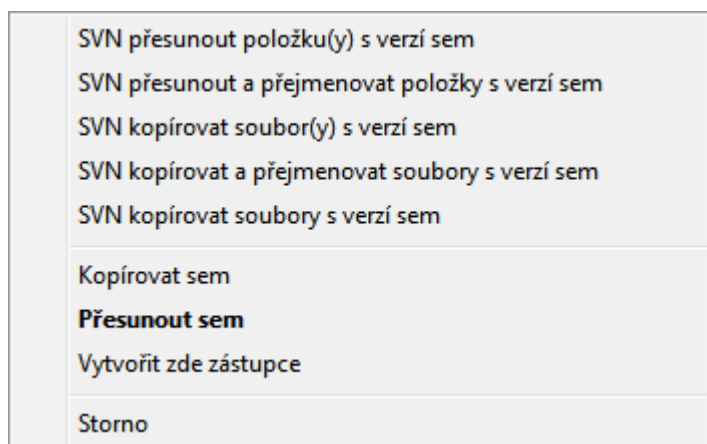 SVN přesunout položku(y) s verzí sem
SVN přesunout a přejmenovat položky s verzí sem
SVN kopírovat soubor(y) s verzí sem
SVN kopírovat a přejmenovat soubory s verzí sem
SVN kopírovat soubory s verzí sem
Kopírovat sem
Přesunout sem
Vytvořit zde zástupce
Storno